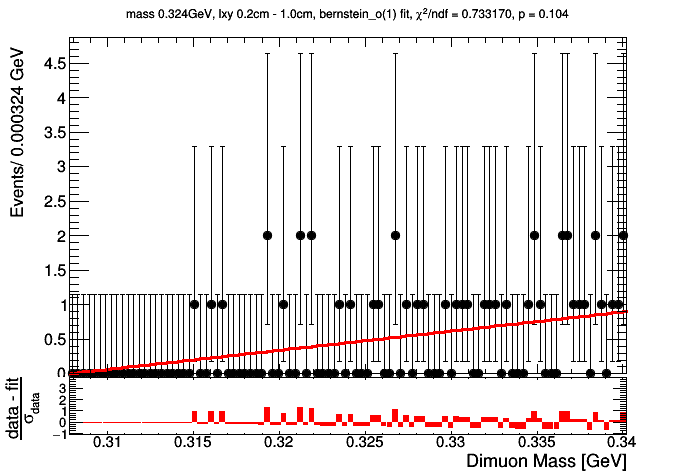 mass 0.324GeV, lxy 0.2cm - 1.0cm, bernstein_o(1) fit, χ²/ndf = 0.733170, p = 0.104
Events/ 0.000324 GeV
4.5
4
3.5
3
2.5
2
1.5
1
0.5
0
data - fit
σdata
3
2
1
0
−1
0.31 0.315 0.32 0.325 0.33 0.335 0.34
Dimuon Mass [GeV]